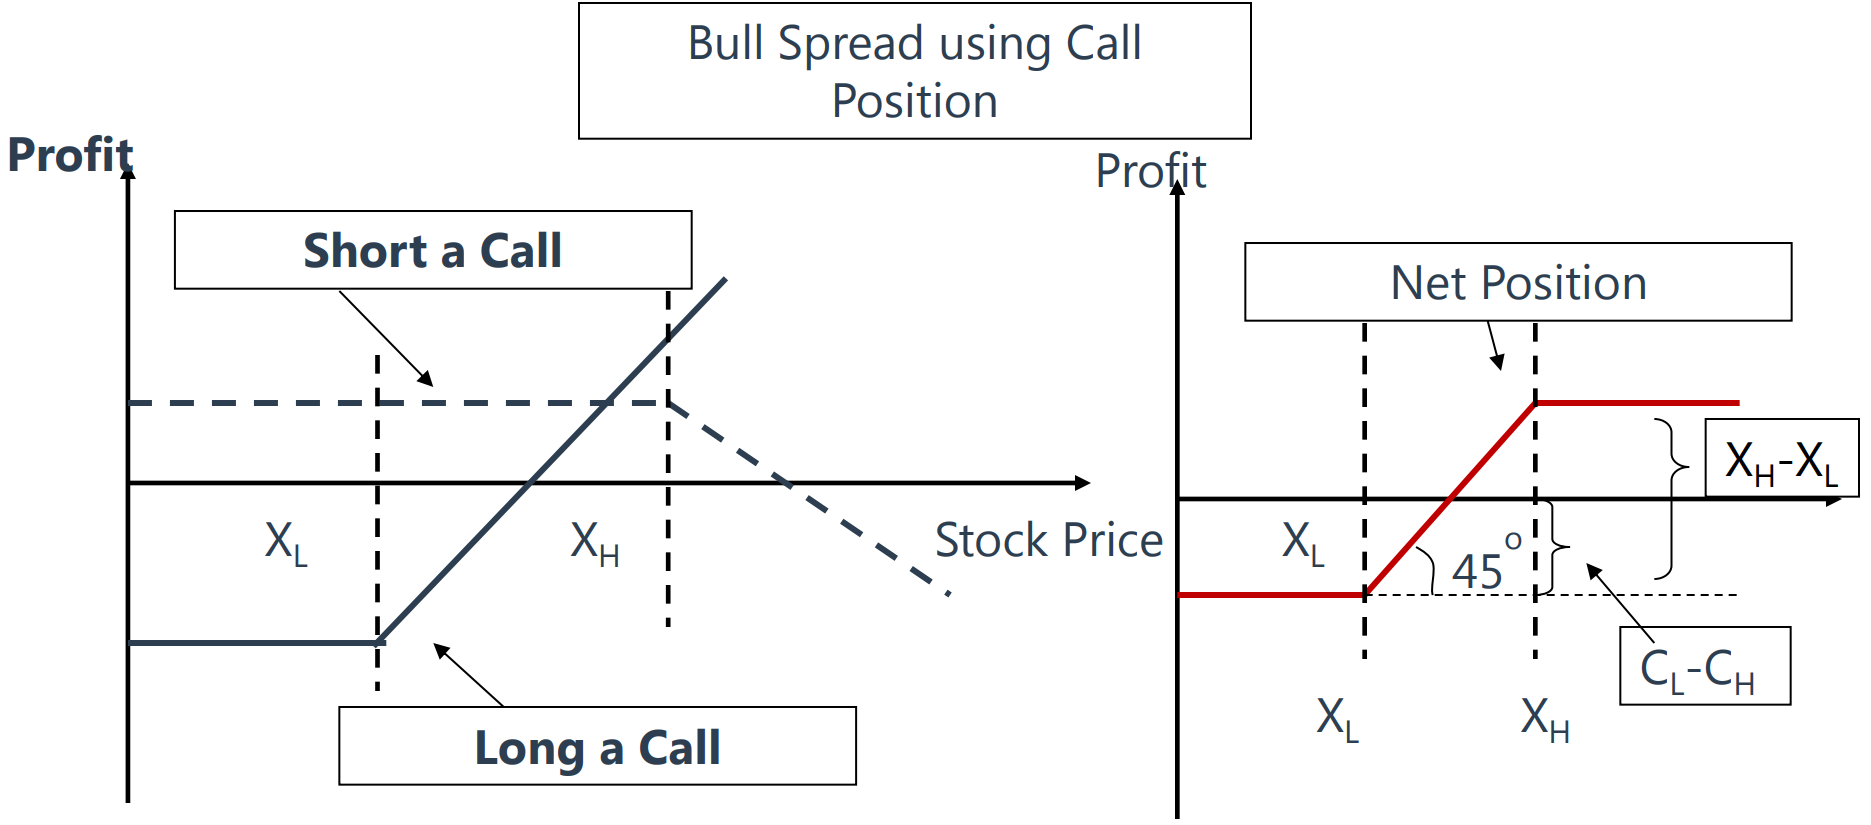 Bull Spread using Call
Position
Profit
Profit
Short a Call
Net Position
X_H-X_L
X_L
X_H
Stock Price
X_L
45°
C_L-C_H
X_L
X_H
Long a Call